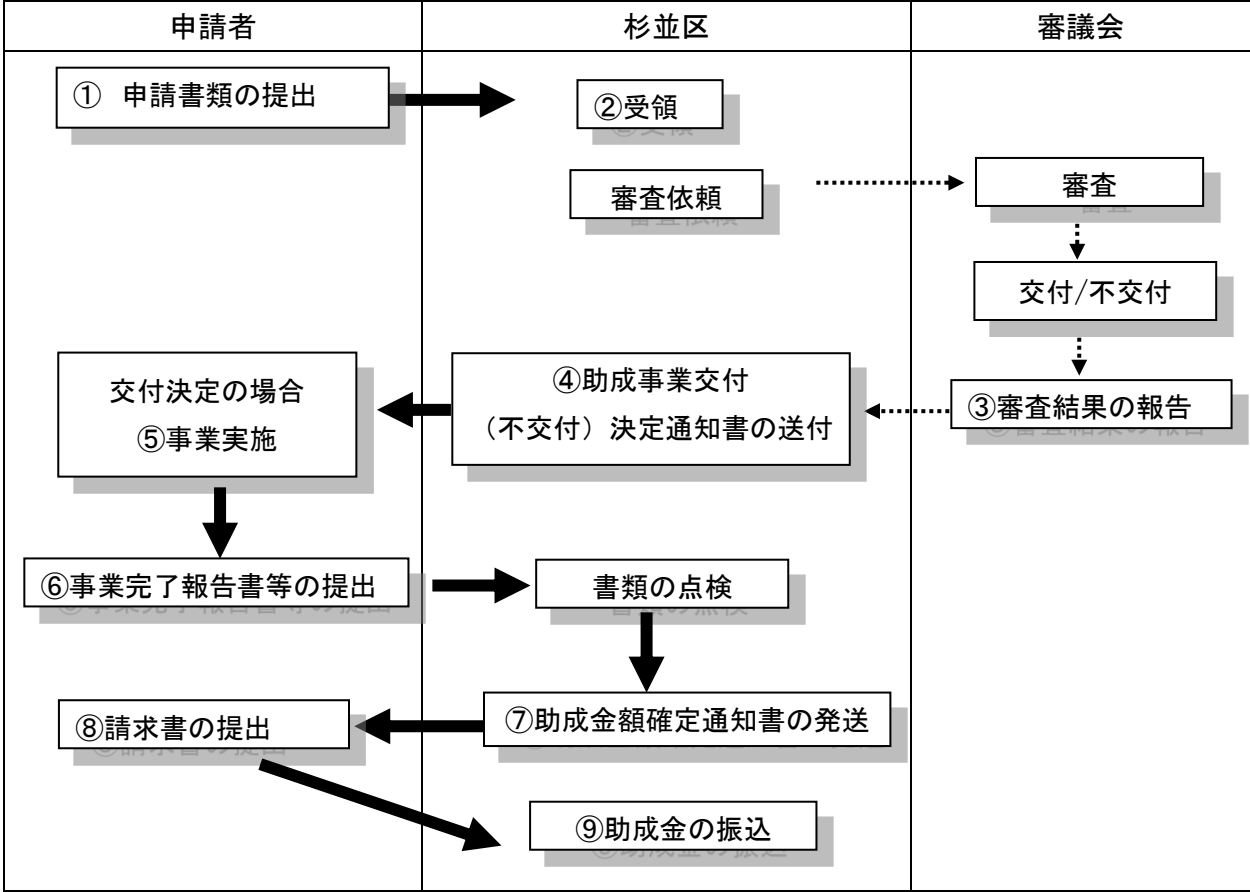 申請者
杉並区
審議会
① 申請書類の提出
②受領
審査依頼
審査
交付/不交付
③審査結果の報告
④助成事業交付
（不交付）決定通知書の送付
交付決定の場合
⑤事業実施
⑥事業完了報告書等の提出
書類の点検
⑦助成金額確定通知書の発送
⑧請求書の提出
⑨助成金の振込